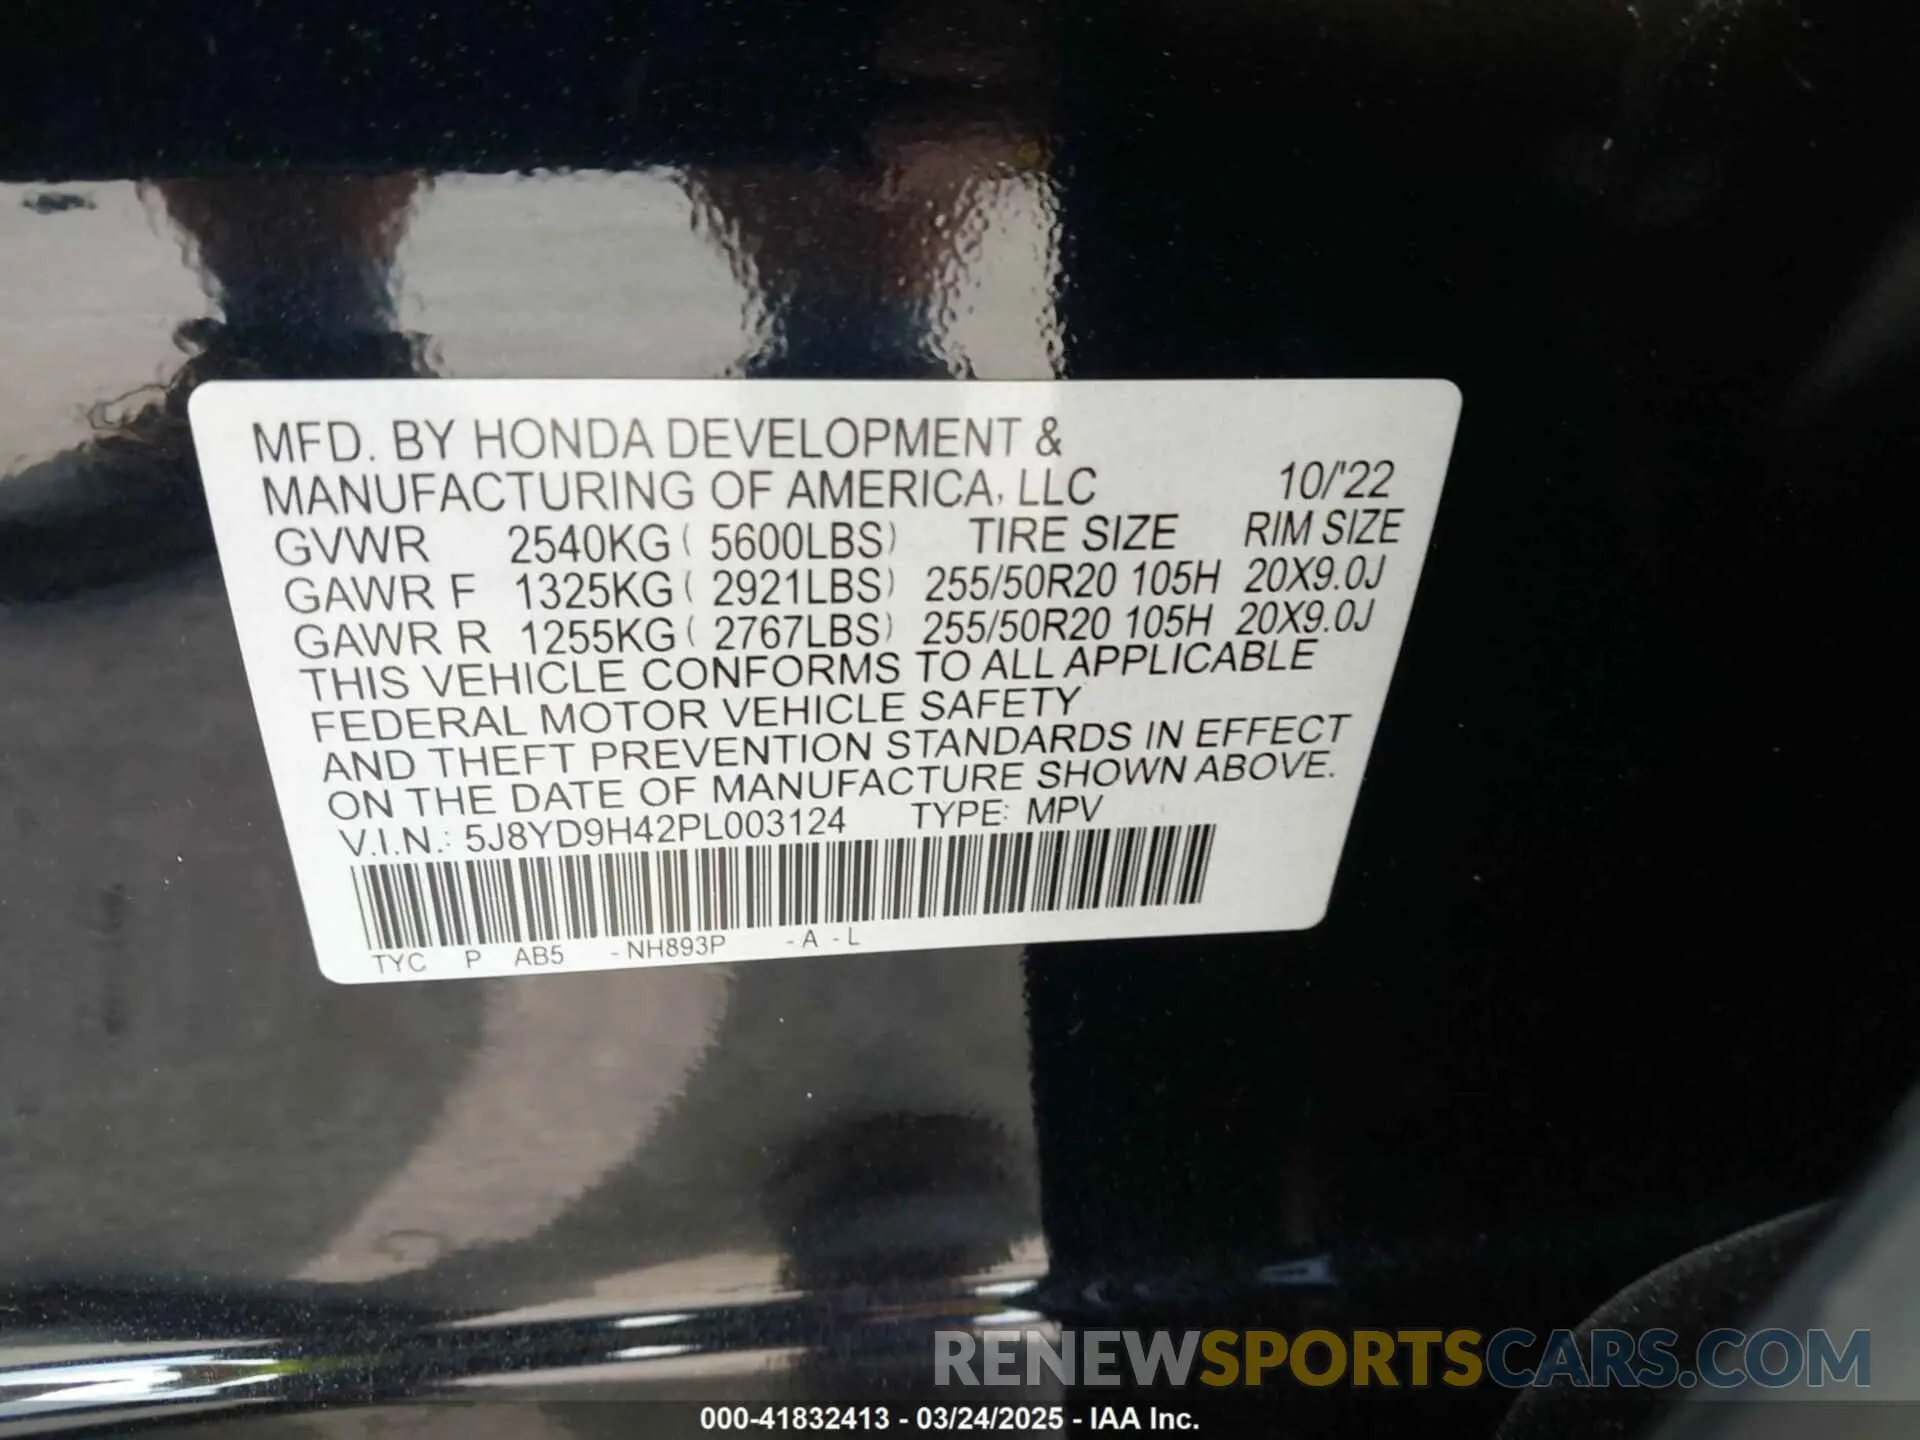 MFD. BY HONDA DEVELOPMENT &
MANUFACTURING OF AMERICA, LLC 10/'22
GVWR 2540KG ( 5600LBS) TIRE SIZE RIM SIZE
GAWR F 1325KG ( 2921LBS) 255/50R20 105H 20X9.0J
GAWR R 1255KG ( 2767LBS) 255/50R20 105H 20X9.0J
THIS VEHICLE CONFORMS TO ALL APPLICABLE
FEDERAL MOTOR VEHICLE SAFETY
AND THEFT PREVENTION STANDARDS IN EFFECT
ON THE DATE OF MANUFACTURE SHOWN ABOVE.
V.I.N.: 5J8YD9H42PL003124 TYPE: MPV
TYC P AB5 -NH893P -A -L
RENEWSPORTSCARS.COM
000-41832413 - 03/24/2025 - IAA Inc.